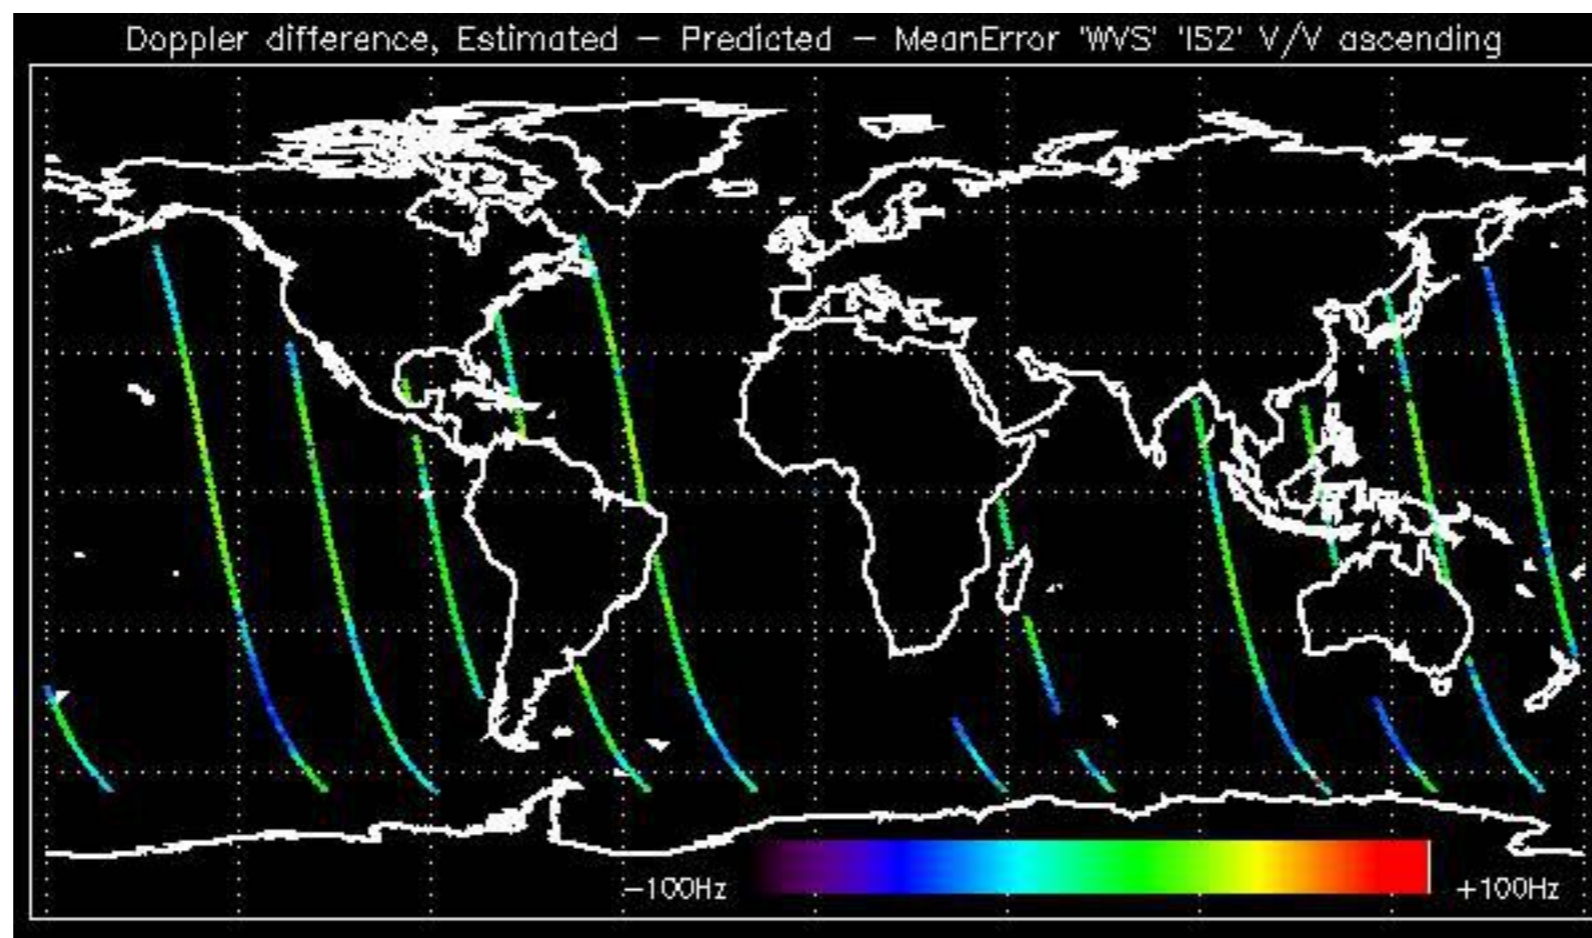 Doppler difference, Estimated - Predicted - MeanError 'WVS' 'IS2' V/V ascending
-100Hz
+100Hz